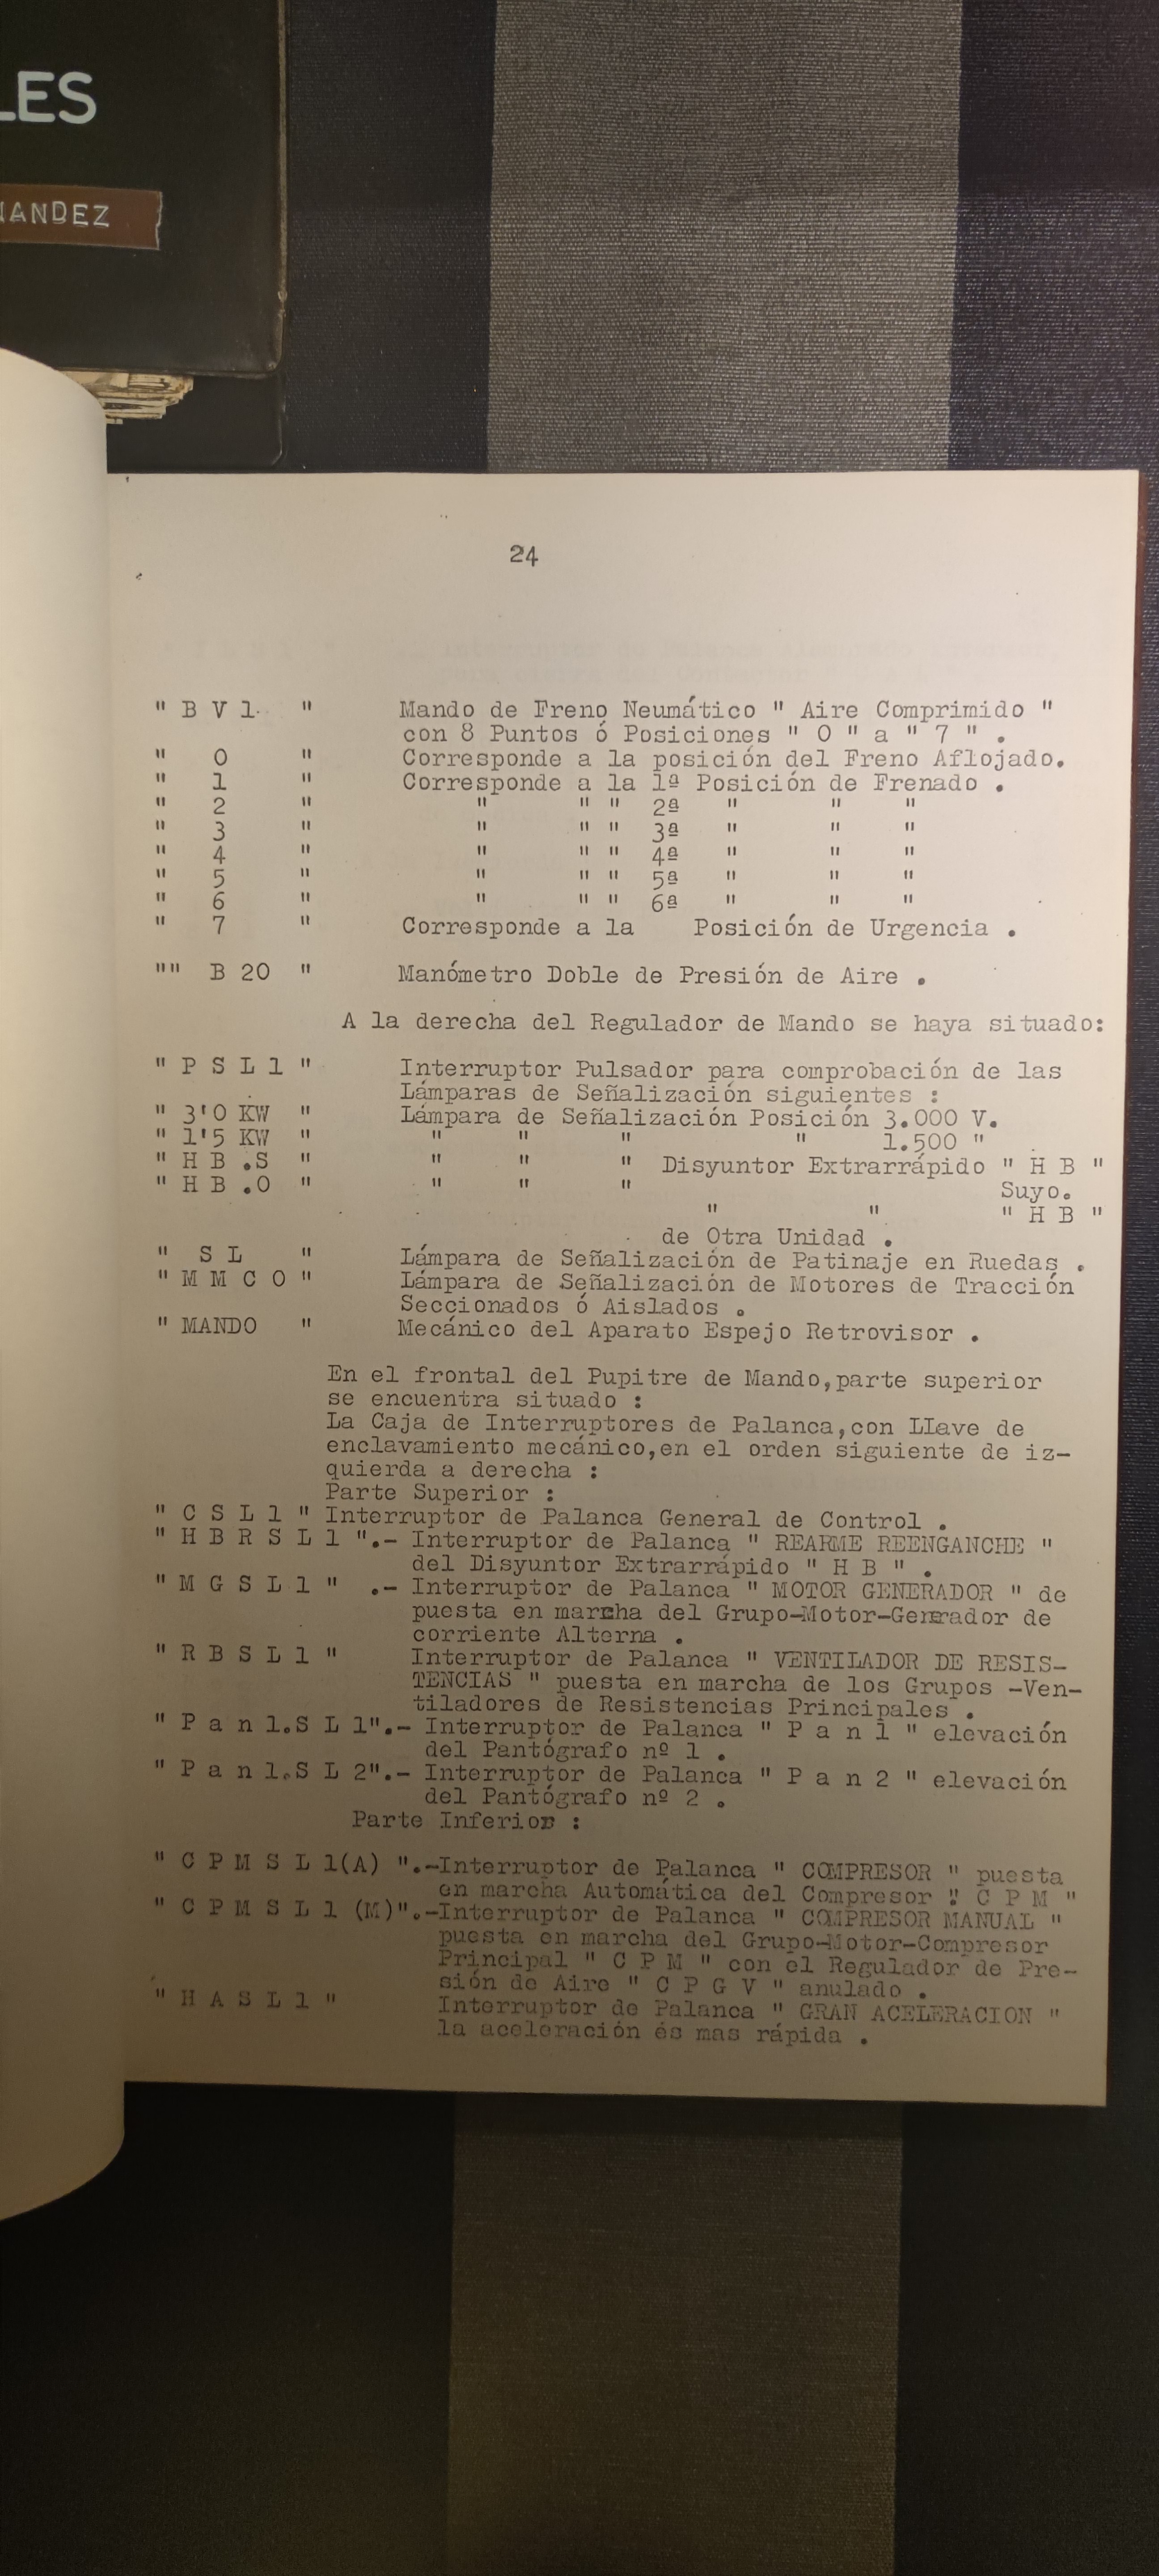 LES
NANDEZ
24
" B V 1 " Mando de Freno Neumático " Aire Comprimido "
con 8 Puntos ó Posiciones " O " a " 7 " .
" O " Corresponde a la posición del Freno Aflojado.
" 1 " Corresponde a la 1ª Posición de Frenado .
" 2 " " " " 2ª " " "
" 3 " " " " 3ª " " "
" 4 " " " " 4ª " " "
" 5 " " " " 5ª " " "
" 6 " " " " 6ª " " "
" 7 " Corresponde a la Posición de Urgencia .
"" B 20 " Manómetro Doble de Presión de Aire .
A la derecha del Regulador de Mando se haya situado:
" P S L 1 " Interruptor Pulsador para comprobación de las
Lámparas de Señalización siguientes :
" 3'0 KW " Lámpara de Señalización Posición 3.000 V.
" 1'5 KW " " " " " 1.500 "
" H B .S " " " " Disyuntor Extrarrápido " H B "
" H B .O " " " " Suyo.
" " " H B "
de Otra Unidad .
" S L " Lámpara de Señalización de Patinaje en Ruedas .
" M M C O " Lámpara de Señalización de Motores de Tracción
Seccionados ó Aislados .
" MANDO " Mecánico del Aparato Espejo Retrovisor .
En el frontal del Pupitre de Mando,parte superior
se encuentra situado :
La Caja de Interruptores de Palanca,con LLave de
enclavamiento mecánico,en el orden siguiente de iz-
quierda a derecha :
Parte Superior :
" C S L 1 " Interruptor de Palanca General de Control .
" H B R S L 1 ".- Interruptor de Palanca " REARME REENGANCHE "
del Disyuntor Extrarrápido " H B " .
" M G S L 1 " .- Interruptor de Palanca " MOTOR GENERADOR " de
puesta en marcha del Grupo-Motor-Generador de
corriente Alterna .
" R B S L 1 " Interruptor de Palanca " VENTILADOR DE RESIS-
TENCIAS " puesta en marcha de los Grupos -Ven-
tiladores de Resistencias Principales .
" P a n 1.S L 1".- Interruptor de Palanca " P a n 1 " elevación
del Pantógrafo nº 1 .
" P a n 1.S L 2".- Interruptor de Palanca " P a n 2 " elevación
del Pantógrafo nº 2 .
Parte Inferior :
" C P M S L 1(A) ".-Interruptor de Palanca " COMPRESOR " puesta
en marcha Automática del Compresor " C P M "
" C P M S L 1 (M)".-Interruptor de Palanca " COMPRESOR MANUAL "
puesta en marcha del Grupo-Motor-Compresor
Principal " C P M " con el Regulador de Pre-
sión de Aire " C P G V " anulado .
" H A S L 1 " Interruptor de Palanca " GRAN ACELERACION "
la aceleración és mas rápida .